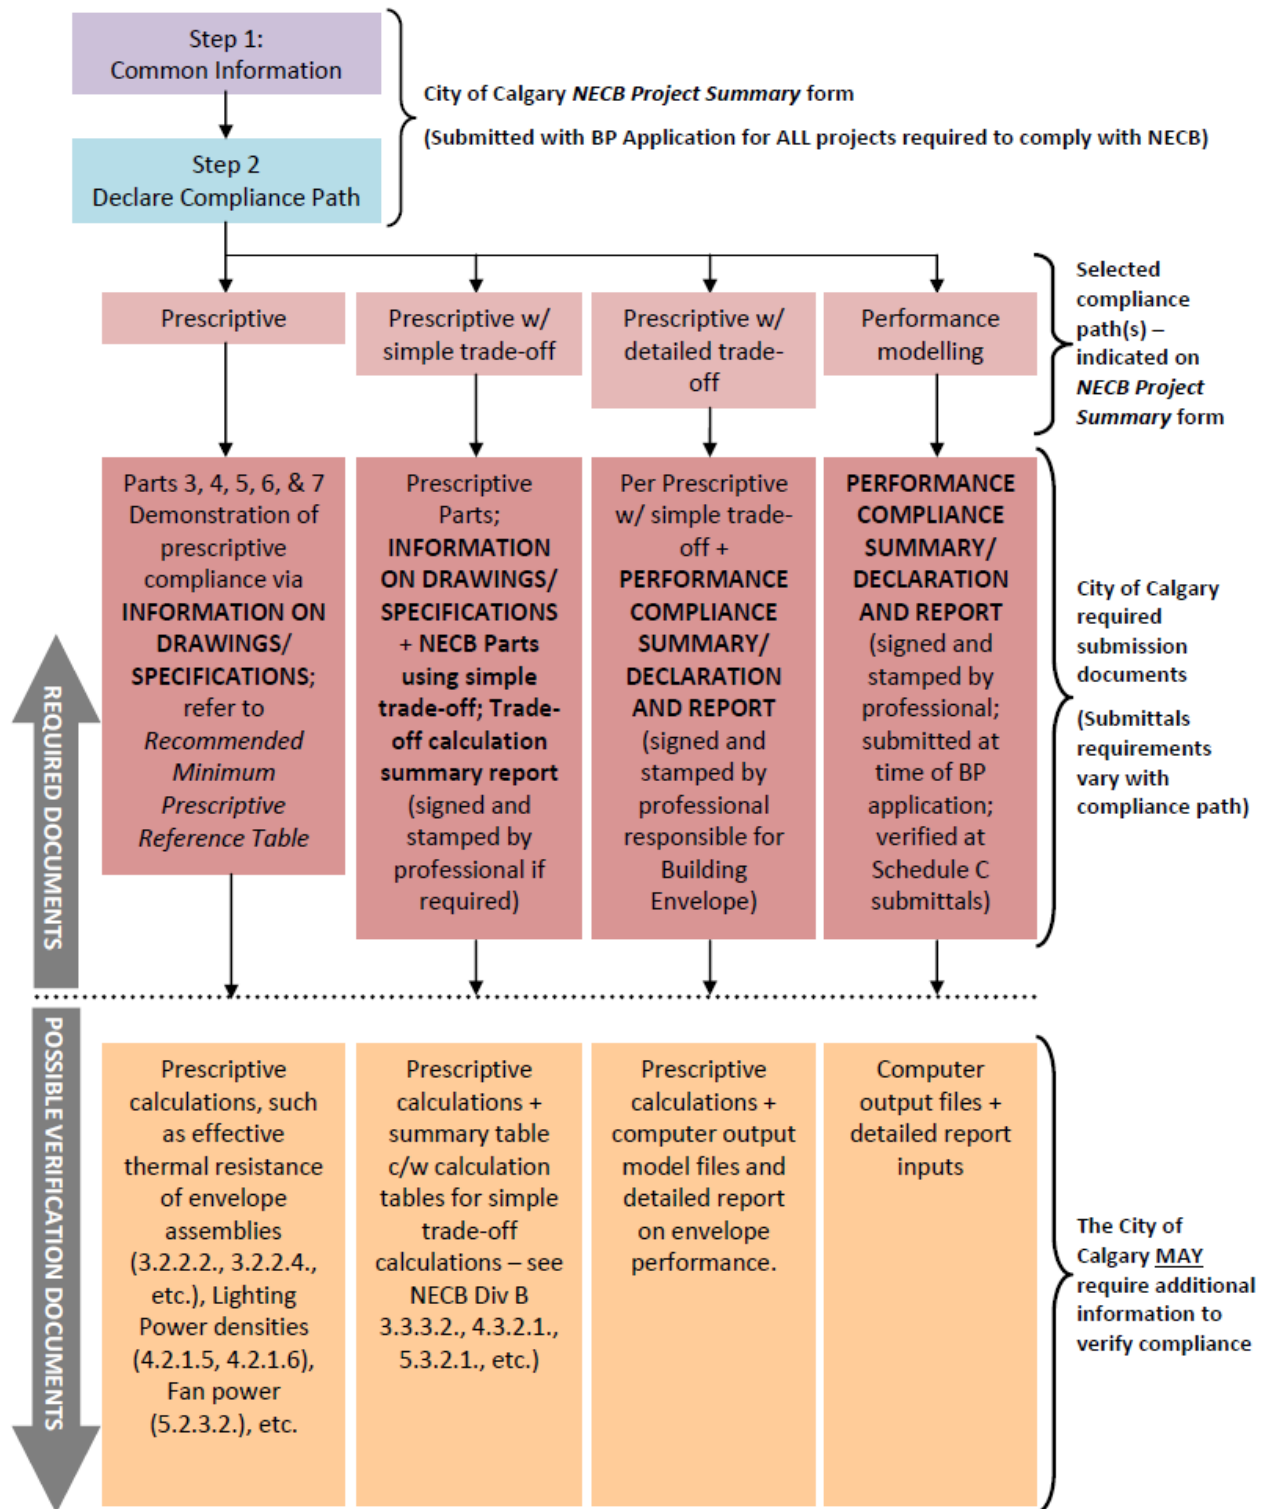 Step 1:
Common Information
City of Calgary NECB Project Summary form
(Submitted with BP Application for ALL projects required to comply with NECB)
Step 2
Declare Compliance Path
Prescriptive
Prescriptive w/
simple trade-off
Prescriptive w/
detailed trade-
off
Performance
modelling
Selected
compliance
path(s) –
indicated on
NECB Project
Summary form
REQUIRED DOCUMENTS
Parts 3, 4, 5, 6, & 7
Demonstration of
prescriptive
compliance via
INFORMATION ON
DRAWINGS/
SPECIFICATIONS;
refer to
Recommended
Minimum
Prescriptive
Reference Table
Prescriptive
Parts;
INFORMATION
ON DRAWINGS/
SPECIFICATIONS
+ NECB Parts
using simple
trade-off; Trade-
off calculation
summary report
(signed and
stamped by
professional if
required)
Per Prescriptive
w/ simple trade-
off +
PERFORMANCE
COMPLIANCE
SUMMARY/
DECLARATION
AND REPORT
(signed and
stamped by
professional
responsible for
Building
Envelope)
PERFORMANCE
COMPLIANCE
SUMMARY/
DECLARATION
AND REPORT
(signed and
stamped by
professional;
submitted at
time of BP
application;
verified at
Schedule C
submittals)
City of Calgary
required
submission
documents
(Submittals
requirements
vary with
compliance path)
POSSIBLE VERIFICATION DOCUMENTS
Prescriptive
calculations, such
as effective
thermal resistance
of envelope
assemblies
(3.2.2.2., 3.2.2.4.,
etc.), Lighting
Power densities
(4.2.1.5, 4.2.1.6),
Fan power
(5.2.3.2.), etc.
Prescriptive
calculations +
summary table
c/w calculation
tables for simple
trade-off
calculations – see
NECB Div B
3.3.3.2., 4.3.2.1.,
5.3.2.1., etc.)
Prescriptive
calculations +
computer output
model files and
detailed report
on envelope
performance.
Computer
output files +
detailed report
inputs
The City of
Calgary MAY
require additional
information to
verify compliance